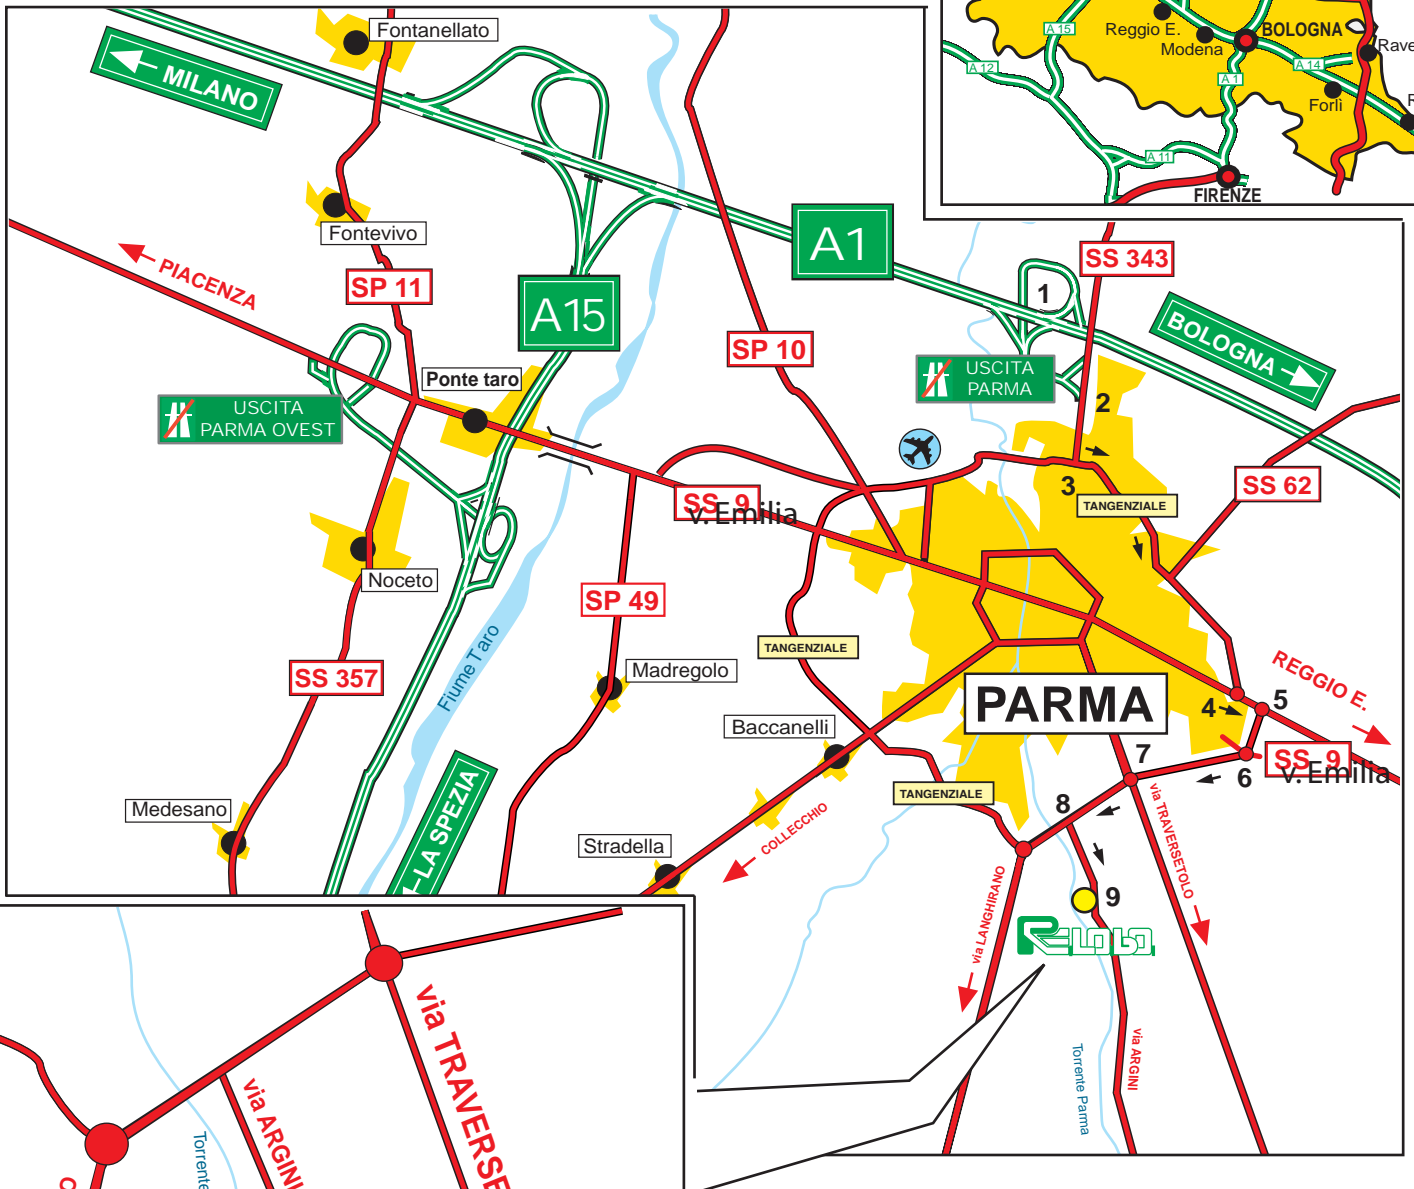 Fontanellato
MILANO
A 15
Reggio E.
BOLOGNA
Modena
A 12
A 14
A 1
Forlì
A 11
FIRENZE
Fontevivo
A1
SS 343
PIACENZA
SP 11
A15
1
BOLOGNA
SP 10
Ponte taro
USCITA
PARMA
USCITA
PARMA OVEST
2
3
SS 62
SS 9
v. Emilia
TANGENZIALE
Noceto
SP 49
TANGENZIALE
Fiume Taro
SS 357
Madregolo
REGGIO E.
PARMA
4
5
Baccanelli
7
SS 9
v. Emilia
6
LA SPEZIA
TANGENZIALE
8
via TRAVERSETOLO
Medesano
COLLECCHIO
Stradella
via LANGHIRANO
9
Reloba
via ARGINI
Torrente Parma
via TRAVERSE
via ARGINI
Torrente